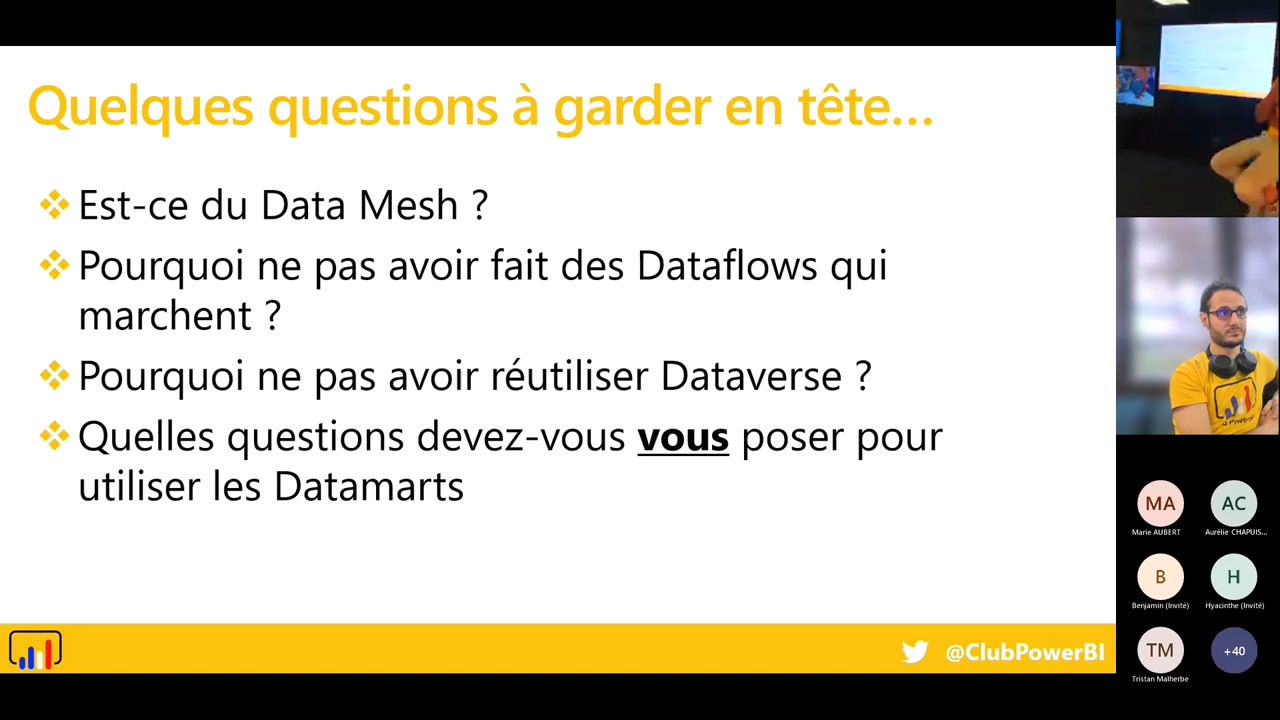 Quelques questions à garder en tête...
Est-ce du Data Mesh ?
Pourquoi ne pas avoir fait des Dataflows qui
marchent ?
Pourquoi ne pas avoir réutiliser Dataverse ?
Quelles questions devez-vous vous poser pour
utiliser les Datamarts
@ClubPowerBI
MA
AC
Marie AUBERT
Aurélie CHAPUIS...
B
H
Benjamin (Invité)
Hyacinthe (Invité)
TM
+40
Tristan Malherbe